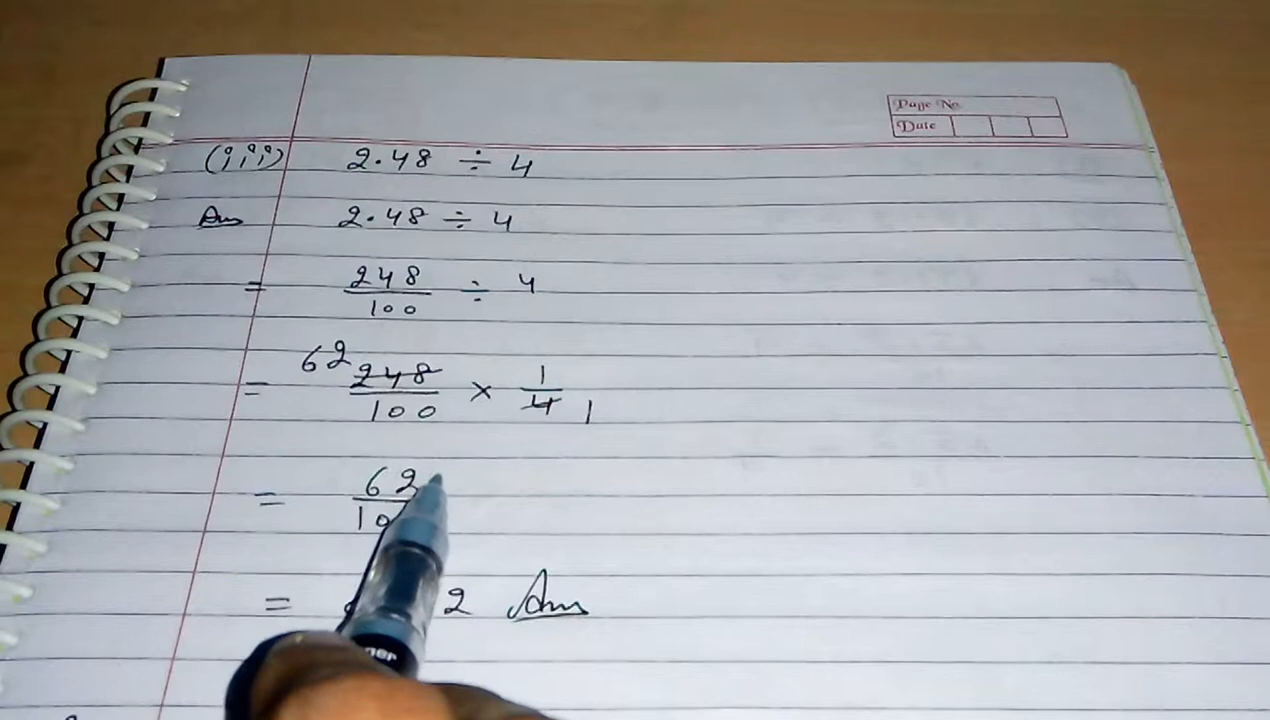 Page No.
Date
(iii) 2.48 ÷ 4
Ans 2.48 ÷ 4
= 248/100 ÷ 4
= 62 248/100 × 1/4 1
= 62/10
= 2 Ans